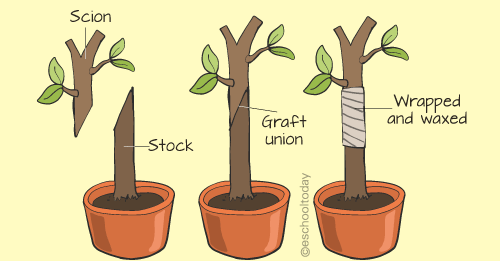 Scion
Stock
Graft
union
Wrapped
and waxed
©eschooltoday